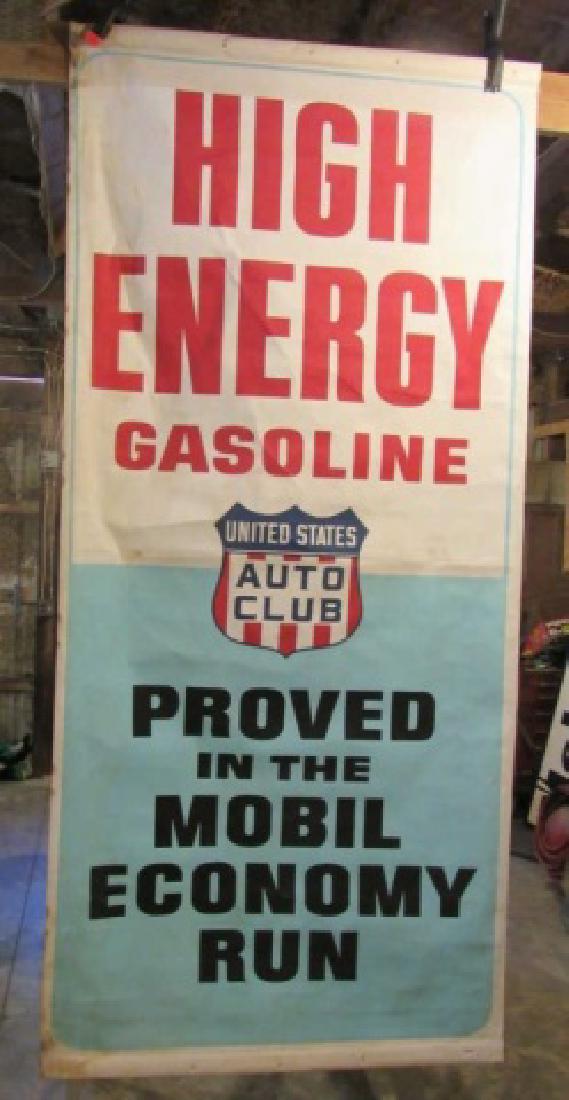 HIGH
ENERGY
GASOLINE
UNITED STATES
AUTO
CLUB
PROVED
IN THE
MOBIL
ECONOMY
RUN